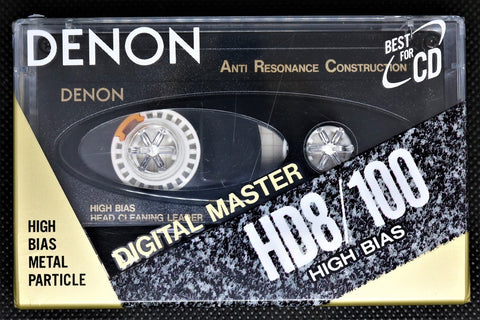 DENON
BEST
FOR
CD
ANTI RESONANCE CONSTRUCTION
DENON
HIGH BIAS
HEAD CLEANING LEADER
DIGITAL MASTER
HD8/100
HIGH BIAS
HIGH
BIAS
METAL
PARTICLE